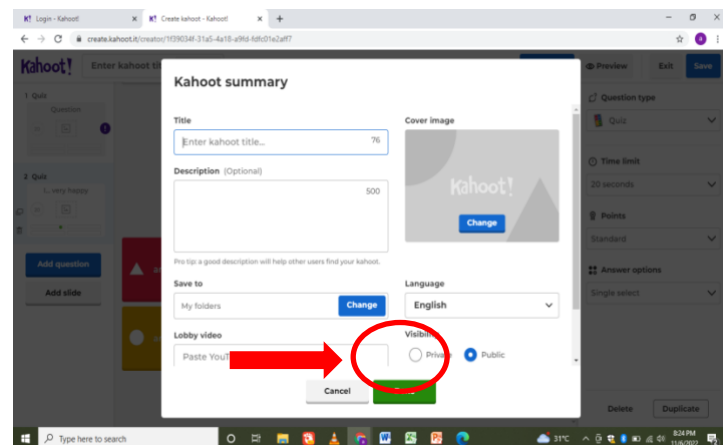 Login - Kahoot!
Create kahoot - Kahoot!
create.kahoot.it/creator/1f39034f-31a5-4a18-a9fd-fdfc01e2aff7
Kahoot!
Enter kahoot tit
Preview
Exit
Save
Kahoot summary
1 Quiz
Question
Question type
Quiz
Title
Cover image
Enter kahoot title...
76
Time limit
20 seconds
Description (Optional)
500
2 Quiz
I...very happy
Kahoot!
Change
Points
Standard
Add question
Pro tip: a good description will help other users find your kahoot.
Answer options
Single select
Save to
Language
Add slide
My folders
Change
English
Lobby video
Paste YouT
Private
Public
Cancel
Delete
Duplicate
Type here to search
31°C
8:24 PM
11/6/2022